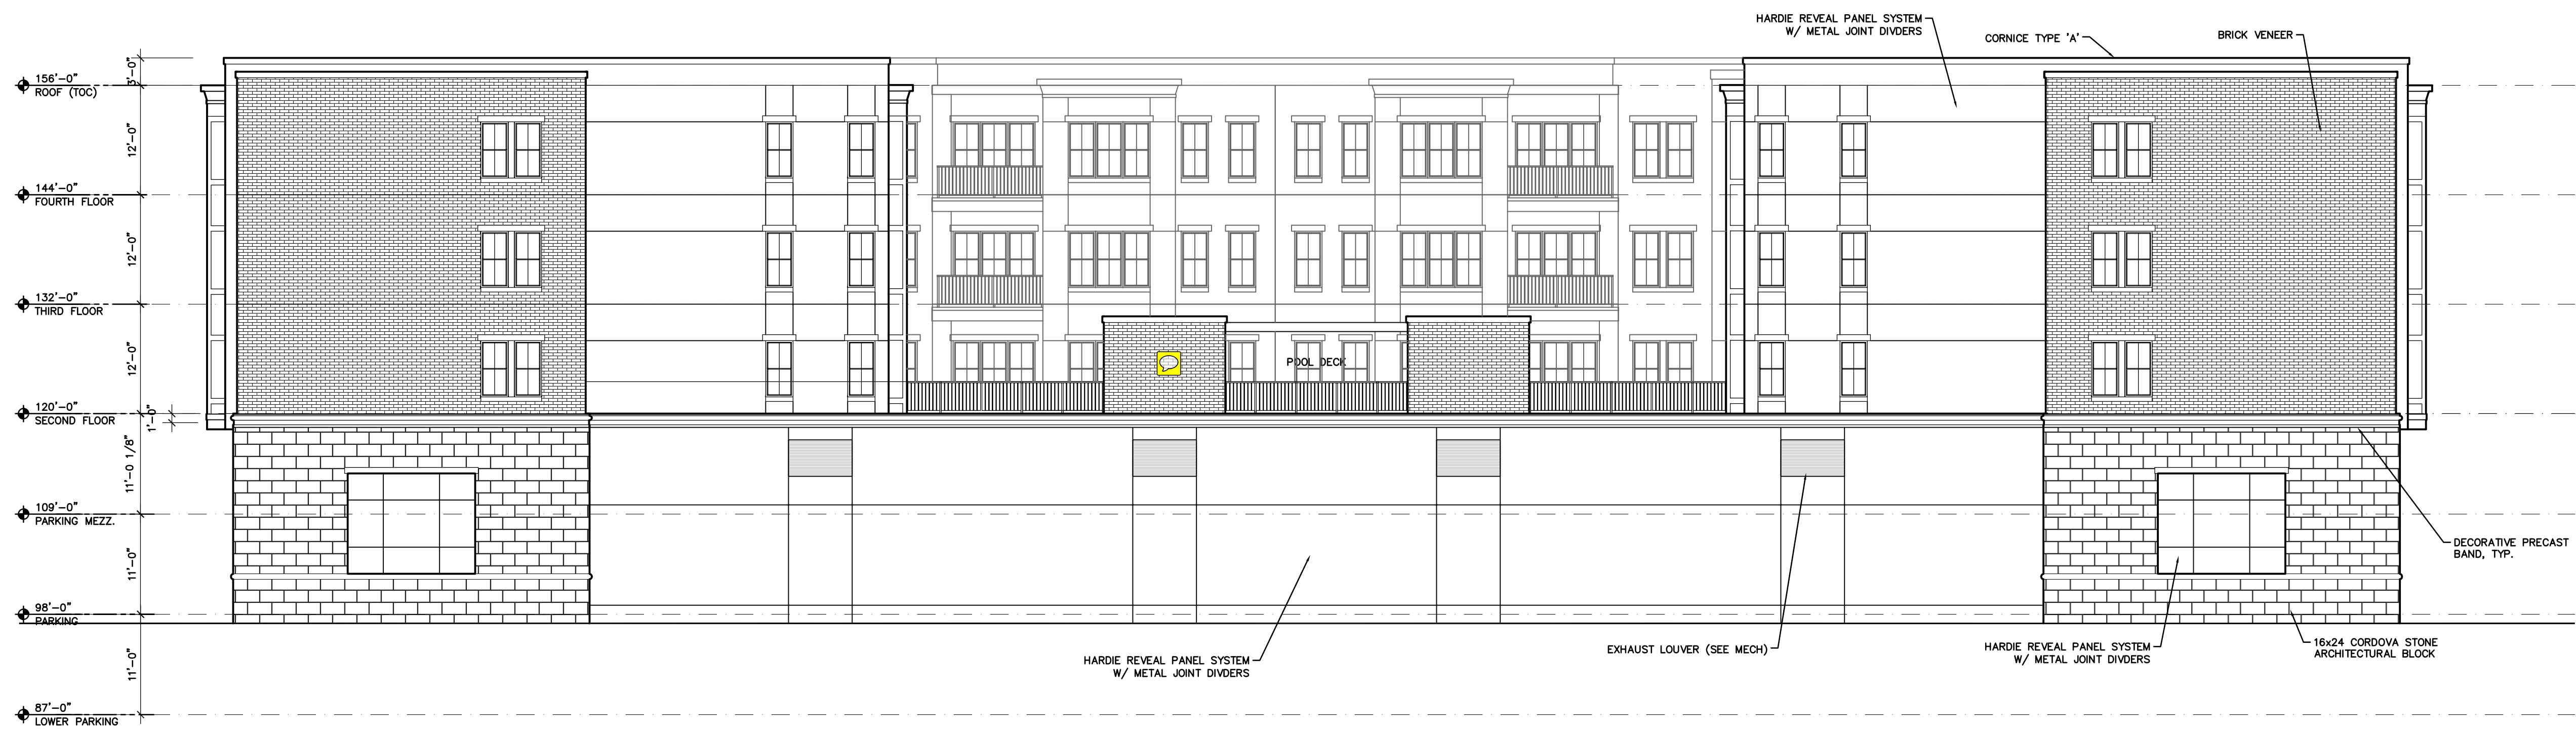 HARDIE REVEAL PANEL SYSTEM
W/ METAL JOINT DIVDERS
CORNICE TYPE 'A'
BRICK VENEER
3'-0"
156'-0"
ROOF (TOC)
12'-0"
144'-0"
FOURTH FLOOR
12'-0"
132'-0"
THIRD FLOOR
12'-0"
POOL DECK
120'-0"
SECOND FLOOR
1'-0"
11'-0 1/8"
109'-0"
PARKING MEZZ.
11'-0"
DECORATIVE PRECAST
BAND, TYP.
98'-0"
PARKING
11'-0"
HARDIE REVEAL PANEL SYSTEM
W/ METAL JOINT DIVDERS
EXHAUST LOUVER (SEE MECH)
HARDIE REVEAL PANEL SYSTEM
W/ METAL JOINT DIVDERS
16x24 CORDOVA STONE
ARCHITECTURAL BLOCK
87'-0"
LOWER PARKING